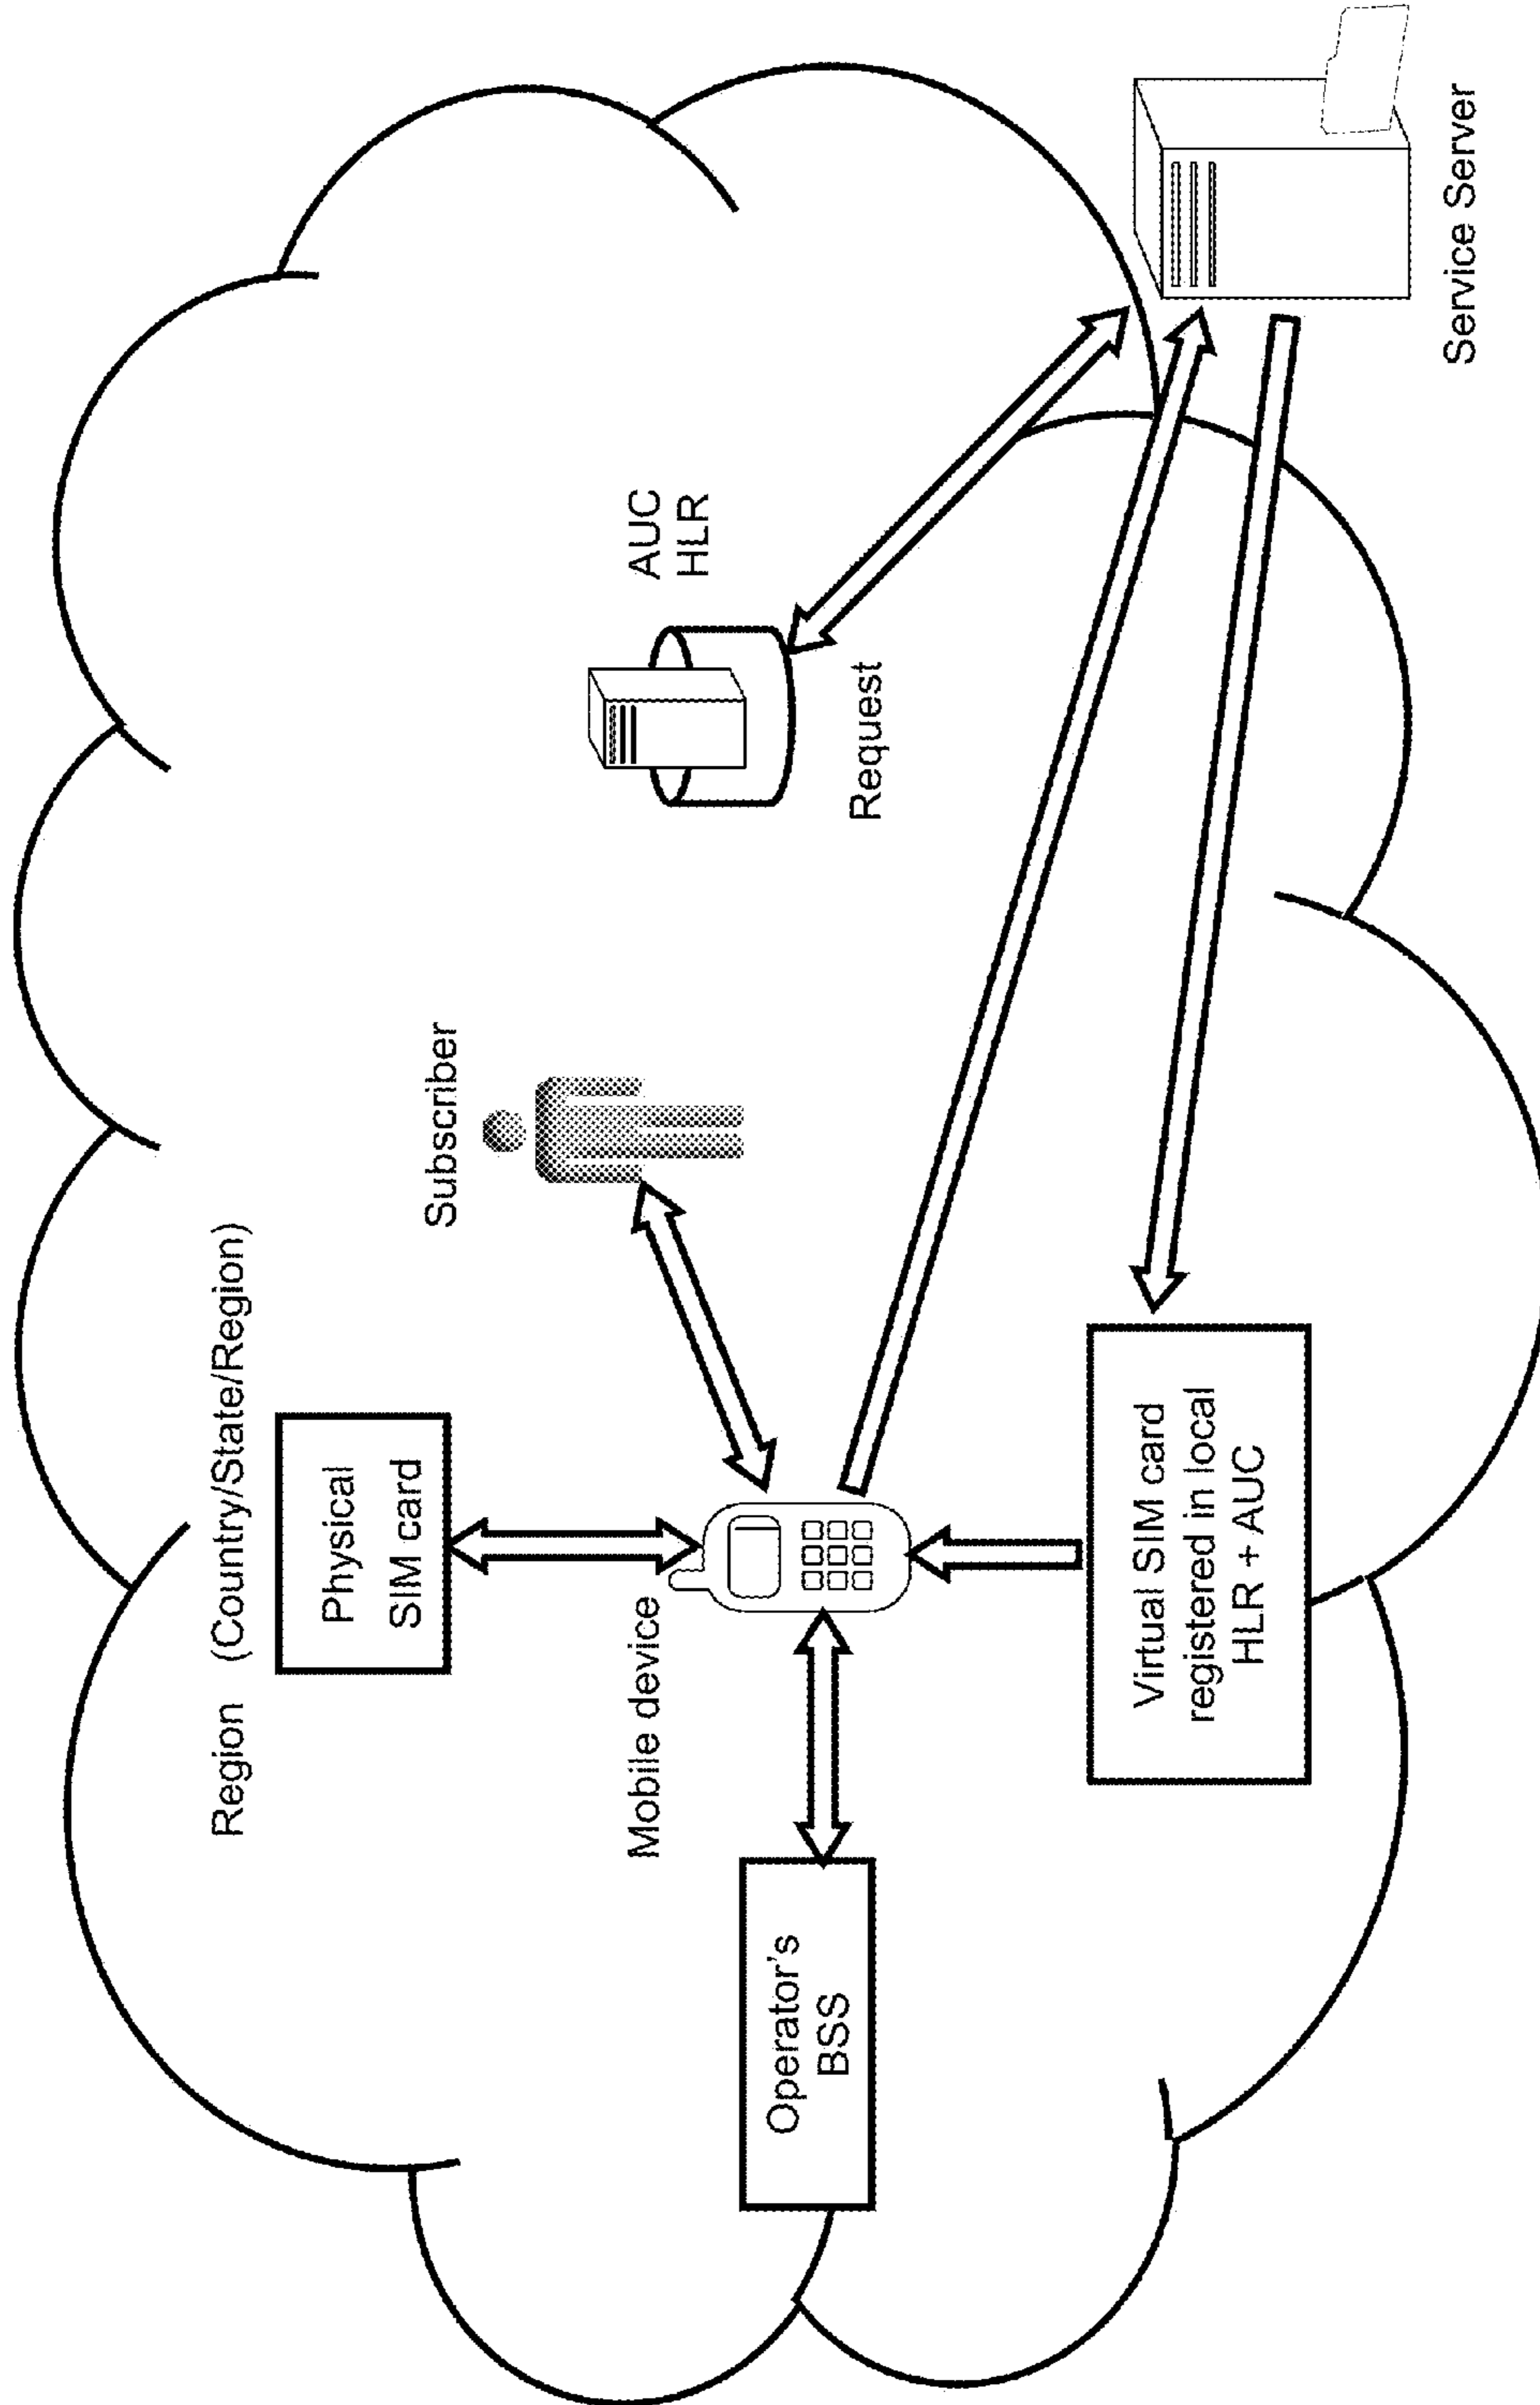 Region (Country/State/Region)
Physical
SIM card
Subscriber
Mobile device
AUC
HLR
Operator's
BSS
Request
Virtual SIM card
registered in local
HLR + AUC
Service Server